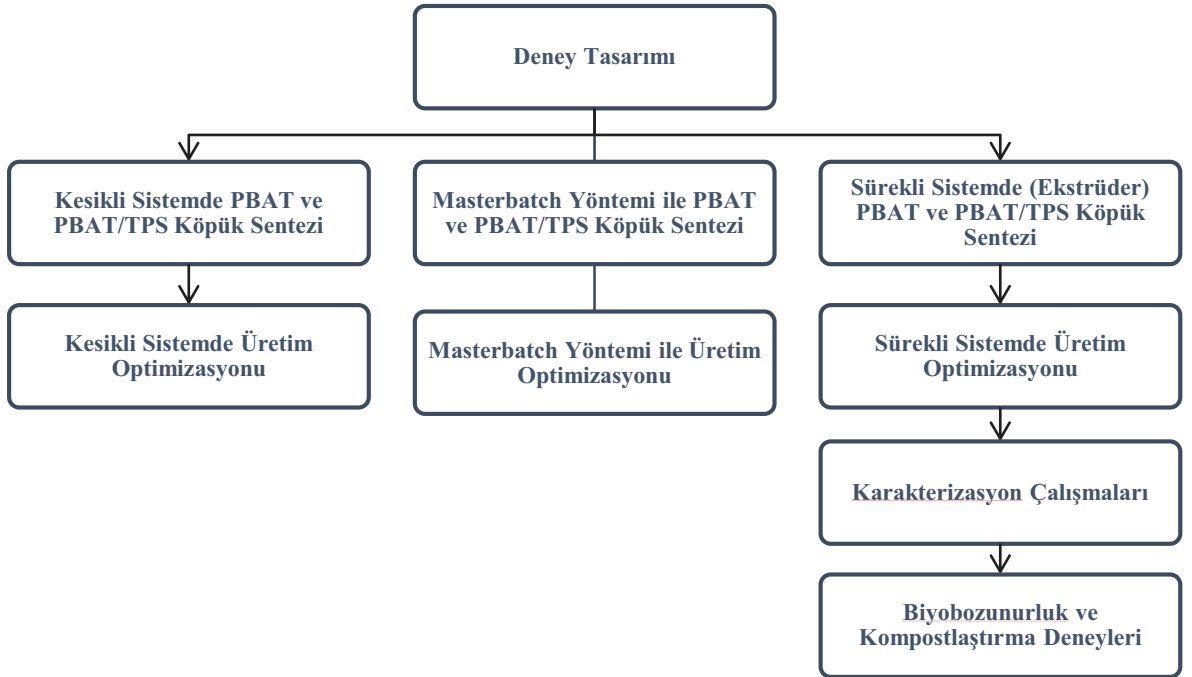 Deney Tasarımı
Kesikli Sistemde PBAT ve
PBAT/TPS Köpük Sentezi
Masterbatch Yöntemi ile PBAT
ve PBAT/TPS Köpük Sentezi
Sürekli Sistemde (Ekstrüder)
PBAT ve PBAT/TPS Köpük
Sentezi
Kesikli Sistemde Üretim
Optimizasyonu
Masterbatch Yöntemi ile Üretim
Optimizasyonu
Sürekli Sistemde Üretim
Optimizasyonu
Karakterizasyon Çalışmaları
Biyobozunurluk ve
Kompostlaştırma Deneyleri